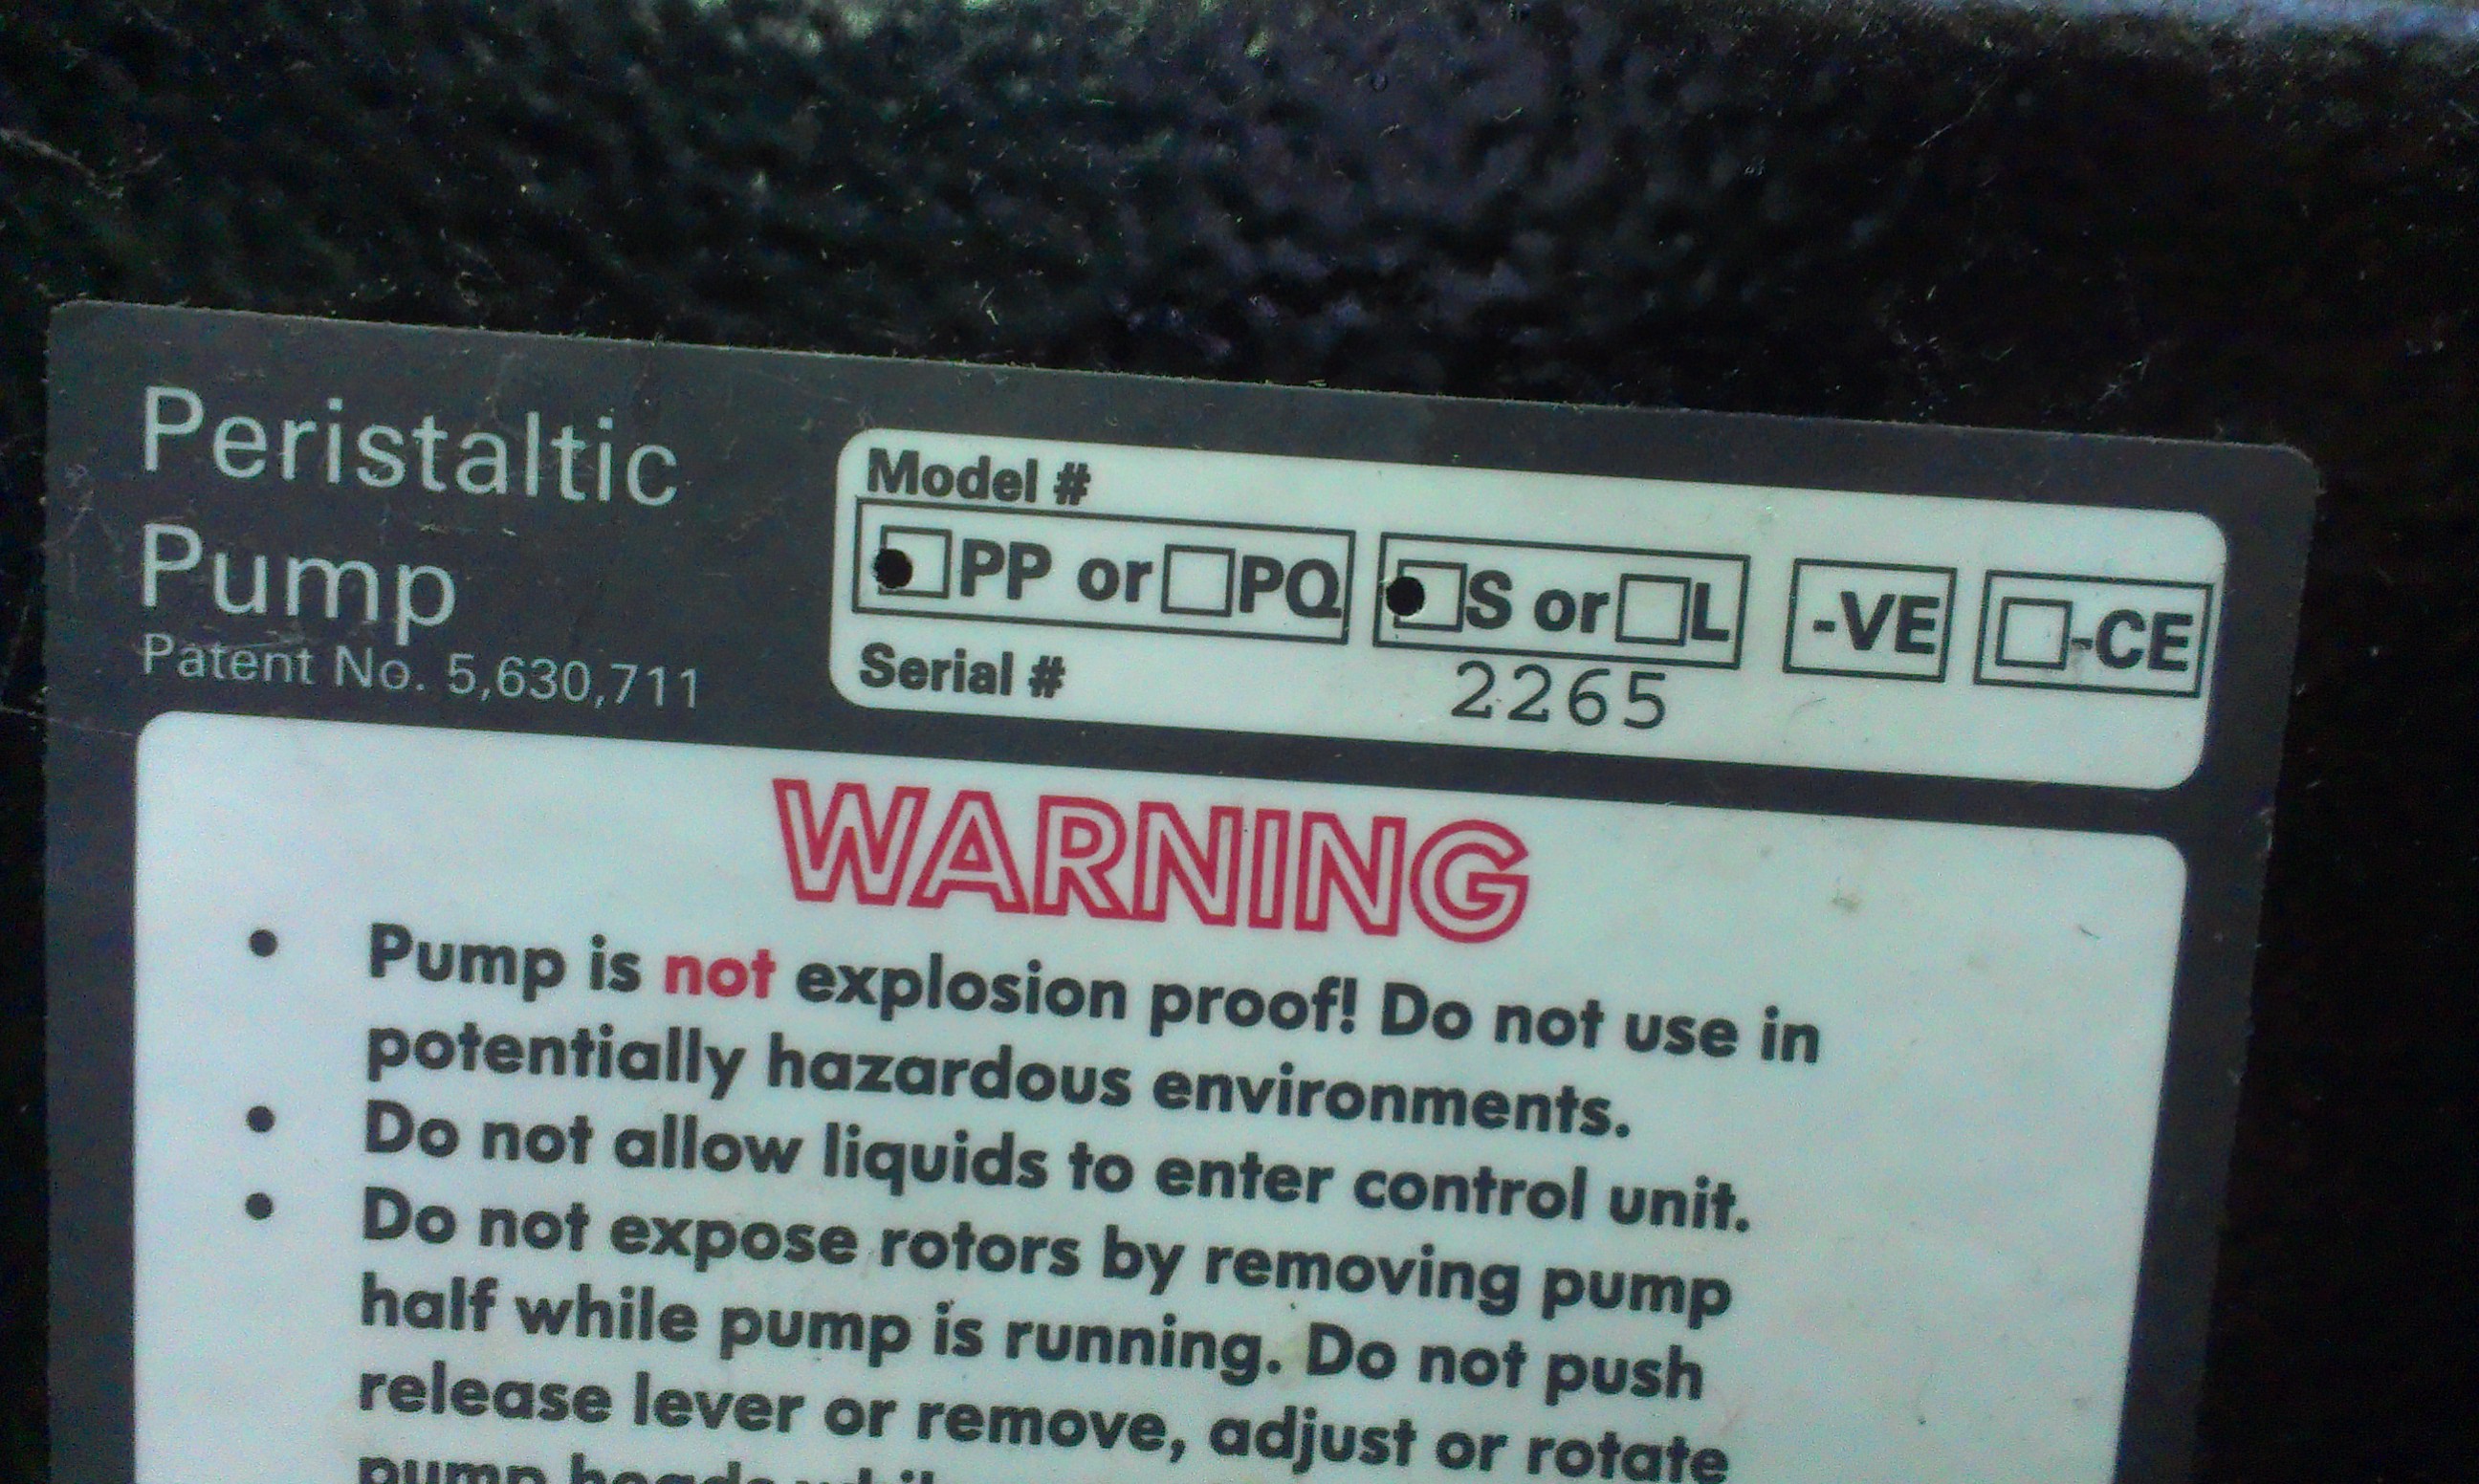 Peristaltic
Pump
Patent No. 5,630,711
Model #
PP or PQ S or L -VE -CE
Serial # 2265
WARNING
• Pump is not explosion proof! Do not use in
potentially hazardous environments.
• Do not allow liquids to enter control unit.
• Do not expose rotors by removing pump
half while pump is running. Do not push
release lever or remove, adjust or rotate
pump heads